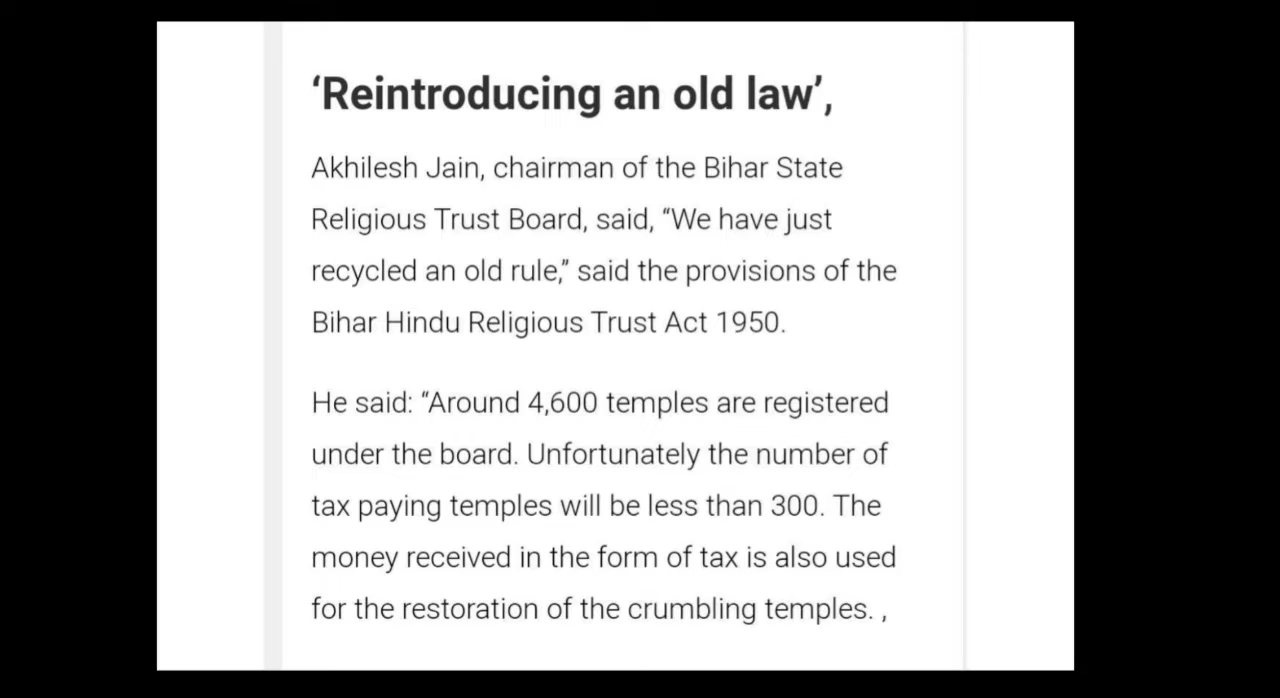 ‘Reintroducing an old law’,
Akhilesh Jain, chairman of the Bihar State
Religious Trust Board, said, “We have just
recycled an old rule,” said the provisions of the
Bihar Hindu Religious Trust Act 1950.
He said: “Around 4,600 temples are registered
under the board. Unfortunately the number of
tax paying temples will be less than 300. The
money received in the form of tax is also used
for the restoration of the crumbling temples. ,